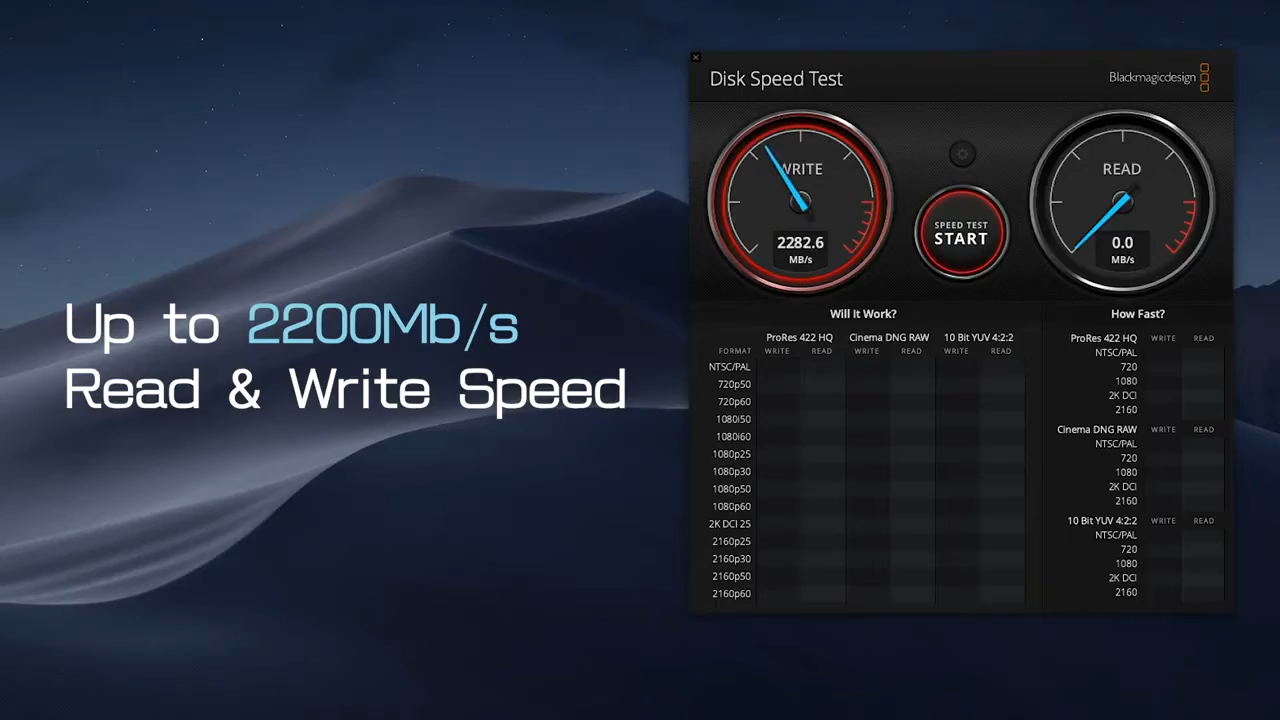 Up to 2200Mb/s
Read & Write Speed
Disk Speed Test
Blackmagicdesign
WRITE
2282.6
MB/s
SPEED TEST
START
READ
0.0
MB/s
Will It Work?
ProRes 422 HQ Cinema DNG RAW 10 Bit YUV 4:2:2
FORMAT WRITE READ WRITE READ WRITE READ
NTSC/PAL
720p50
720p60
1080i50
1080i60
1080p25
1080p30
1080p50
1080p60
2K DCI 25
2160p25
2160p30
2160p50
2160p60
How Fast?
ProRes 422 HQ WRITE READ
NTSC/PAL
720
1080
2K DCI
2160
Cinema DNG RAW WRITE READ
NTSC/PAL
720
1080
2K DCI
2160
10 Bit YUV 4:2:2 WRITE READ
NTSC/PAL
720
1080
2K DCI
2160